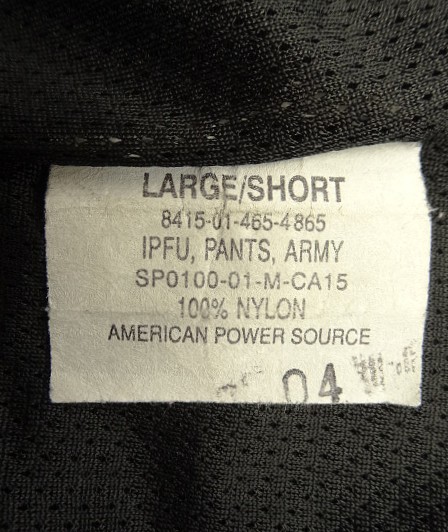 LARGE/SHORT
8415-01-465-4865
IPFU, PANTS, ARMY
SP0100-01-M-CA15
100% NYLON
AMERICAN POWER SOURCE
04